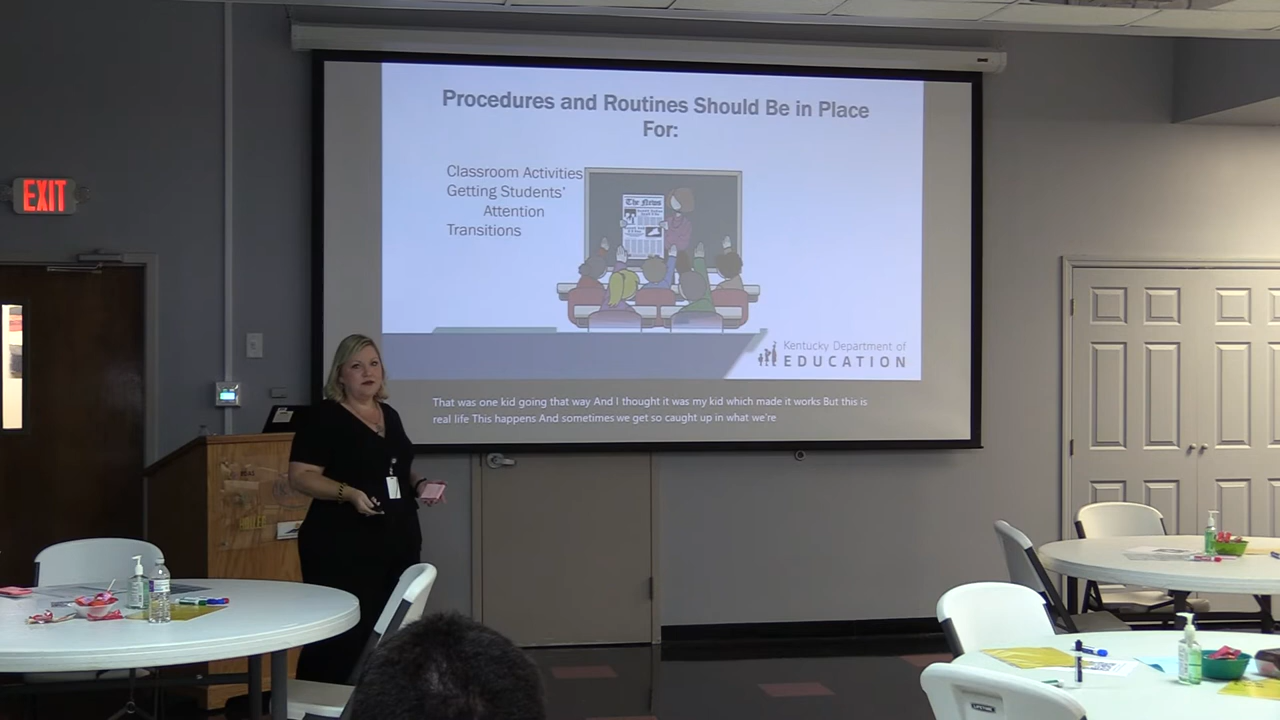 Procedures and Routines Should Be in Place
For:
Classroom Activities
Getting Students'
Attention
Transitions
The News
Kentucky Department of
EDUCATION
That was one kid going that way And I thought it was my kid which made it works But this is
real life This happens And sometimes we get so caught up in what we're
EXIT
LIFETIME